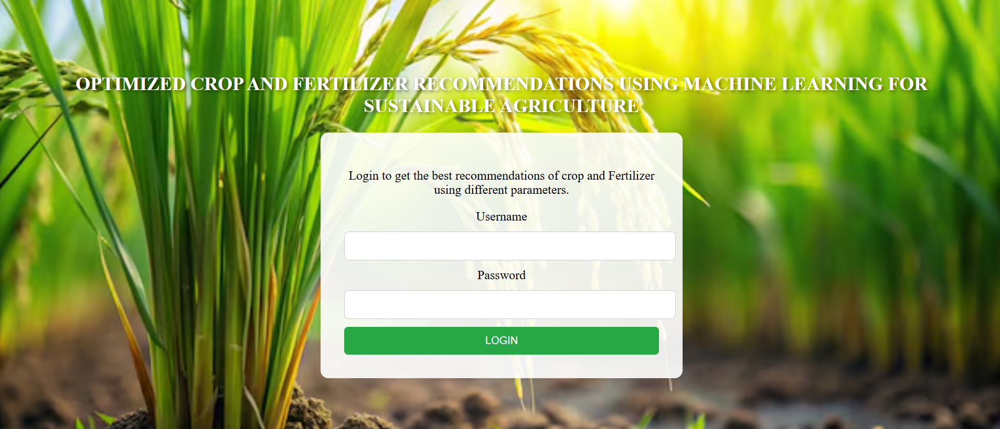 OPTIMIZED CROP AND FERTILIZER RECOMMENDATIONS USING MACHINE LEARNING FOR
SUSTAINABLE AGRICULTURE
Login to get the best recommendations of crop and Fertilizer
using different parameters.
Username
Password
LOGIN